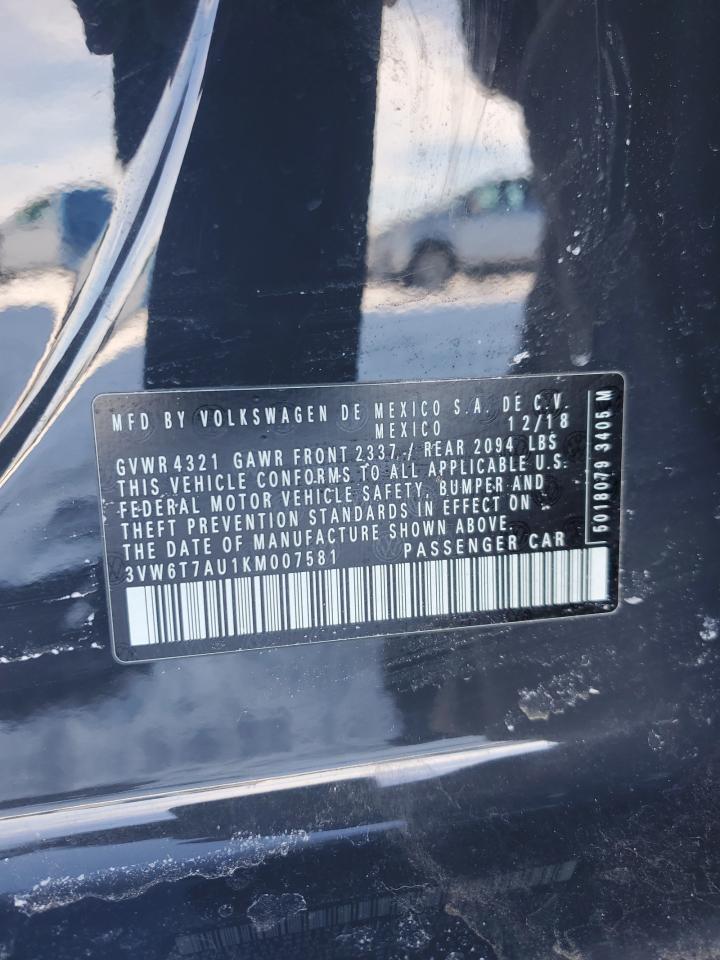 MFD BY VOLKSWAGEN DE MEXICO S.A. DE C.V.
MEXICO 12/18
GVWR 4321 GAWR FRONT 2337 / REAR 2094 LBS
THIS VEHICLE CONFORMS TO ALL APPLICABLE U.S.
FEDERAL MOTOR VEHICLE SAFETY, BUMPER AND
THEFT PREVENTION STANDARDS IN EFFECT ON
THE DATE OF MANUFACTURE SHOWN ABOVE.
3VW6T7AU1KM007581 PASSENGER CAR
5018079 3405 M